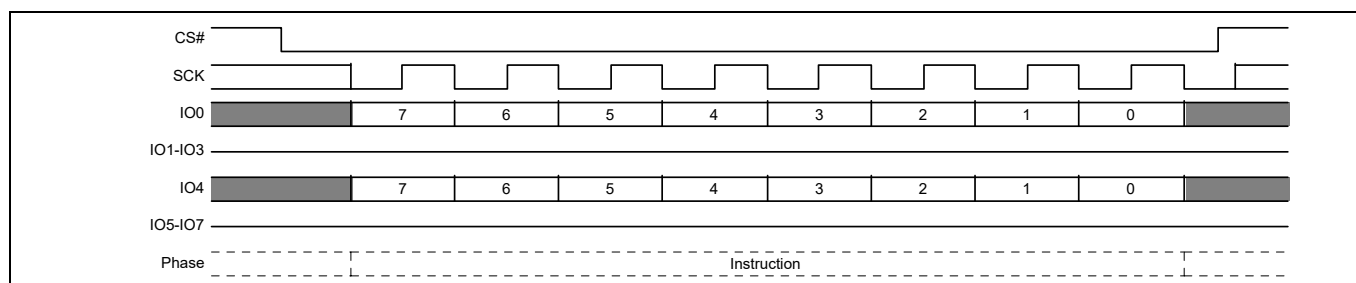 CS#
SCK
IO0 7 6 5 4 3 2 1 0
IO1-IO3
IO4 7 6 5 4 3 2 1 0
IO5-IO7
Phase Instruction